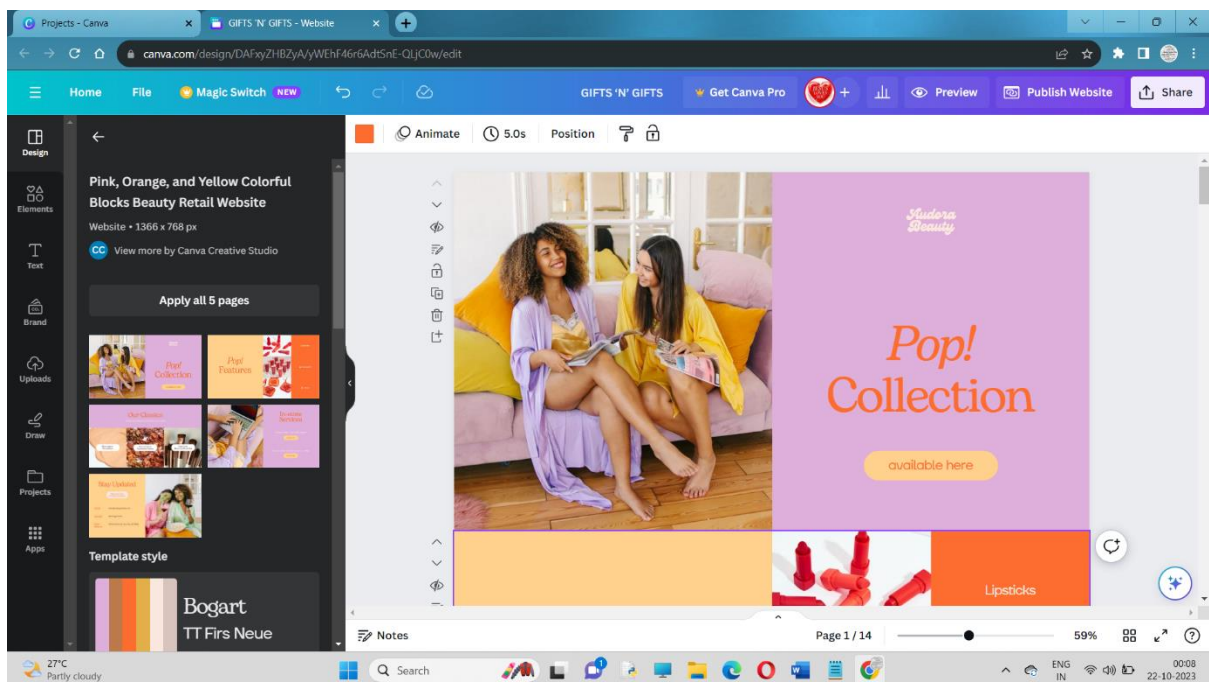 Projects - Canva
GIFTS 'N' GIFTS - Website
canva.com/design/DAFxyZHBZyA/yWEhF46r6AdtSnE-QLjC0w/edit
Home File Magic Switch NEW GIFTS 'N' GIFTS Get Canva Pro Preview Publish Website Share
Design
Elements
Text
Brand
Uploads
Draw
Projects
Apps
Pink, Orange, and Yellow Colorful
Blocks Beauty Retail Website
Website • 1366 x 768 px
CC View more by Canva Creative Studio
Apply all 5 pages
Pop!
Collection
Pop!
Features
Our Classics
Stay Updated
Template style
Bogart
TT Firs Neue
Animate 5.0s Position
Audora
Beauty
Pop!
Collection
available here
Lipsticks
Notes Page 1 / 14 59%
27°C
Partly cloudy
Search
ENG
IN
00:08
22-10-2023